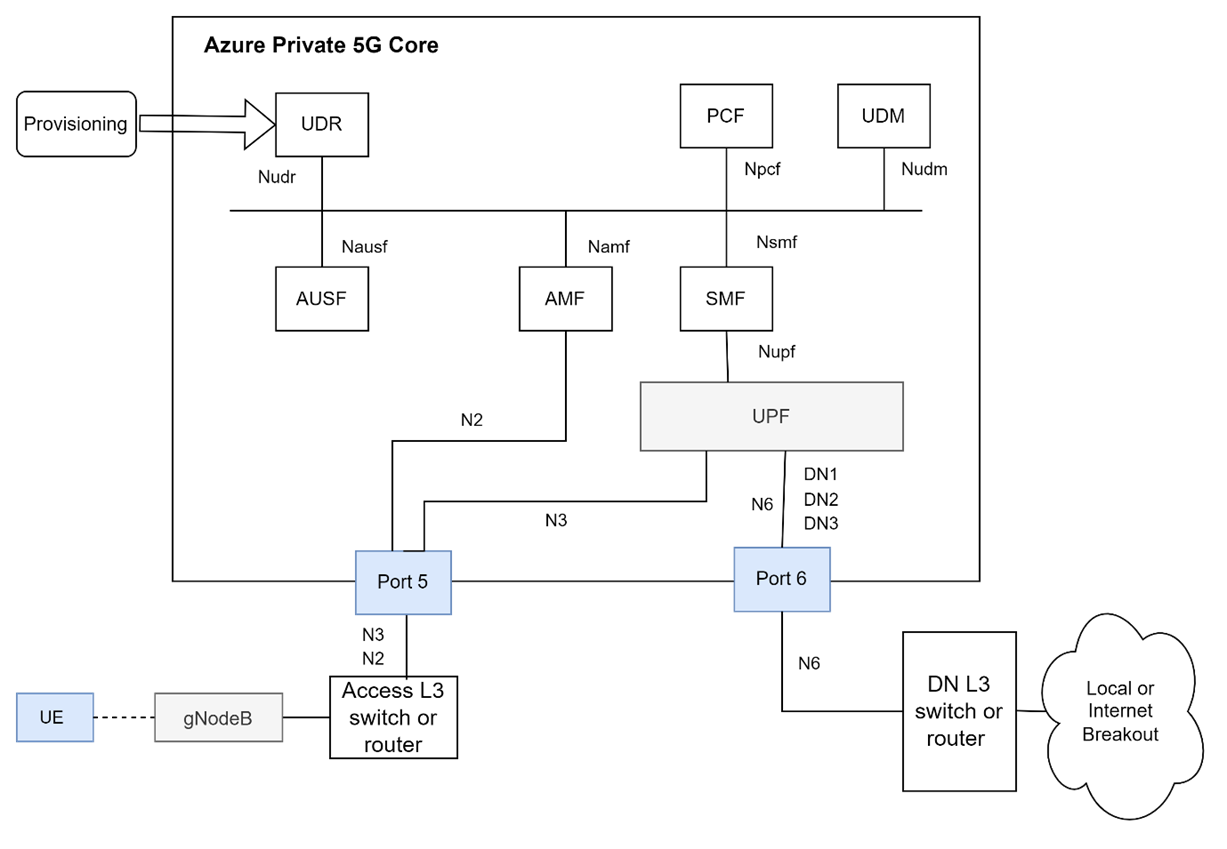 Azure Private 5G Core
Provisioning
UDR
PCF
UDM
Nudr
Npcf
Nudm
Nausf
Namf
Nsmf
AUSF
AMF
SMF
Nupf
UPF
N2
N3
N6
DN1
DN2
DN3
Port 5
Port 6
N3
N2
N6
UE
gNodeB
Access L3
switch or
router
DN L3
switch or
router
Local or
Internet
Breakout